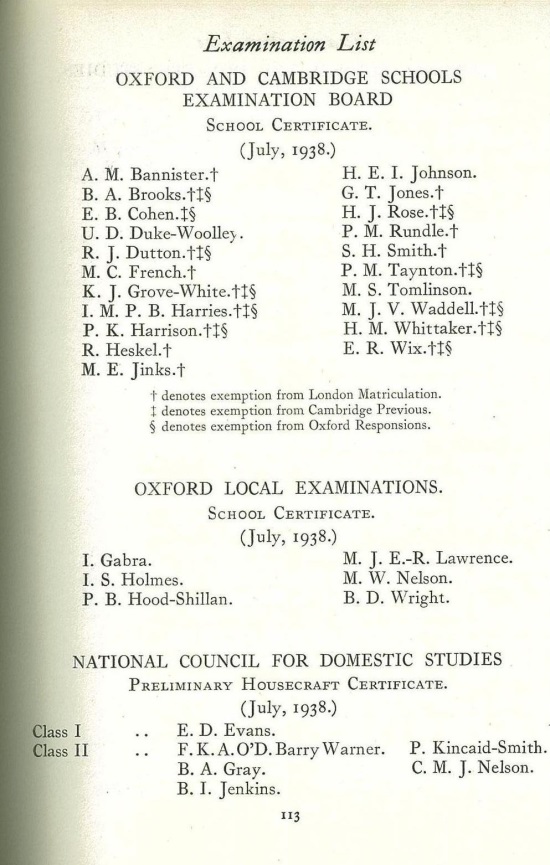 Examination List
OXFORD AND CAMBRIDGE SCHOOLS
EXAMINATION BOARD
School Certificate.
(July, 1938.)
A. M. Bannister.† H. E. I. Johnson.
B. A. Brooks.†‡§ G. T. Jones.†
E. B. Cohen.‡§ H. J. Rose.†‡§
U. D. Duke-Woolley. P. M. Rundle.†
R. J. Dutton.†‡§ S. H. Smith.†
M. C. French.† P. M. Taynton.†‡§
K. J. Grove-White.†‡§ M. S. Tomlinson.
I. M. P. B. Harries.†‡§ M. J. V. Waddell.†‡§
P. K. Harrison.†‡§ H. M. Whittaker.†‡§
R. Heskel.† E. R. Wix.†‡§
M. E. Jinks.†
† denotes exemption from London Matriculation.
‡ denotes exemption from Cambridge Previous.
§ denotes exemption from Oxford Responsions.
OXFORD LOCAL EXAMINATIONS.
School Certificate.
(July, 1938.)
I. Gabra. M. J. E.-R. Lawrence.
I. S. Holmes. M. W. Nelson.
P. B. Hood-Shillan. B. D. Wright.
NATIONAL COUNCIL FOR DOMESTIC STUDIES
Preliminary Housecraft Certificate.
(July, 1938.)
Class I .. E. D. Evans.
Class II .. F. K. A. O'D. Barry Warner. P. Kincaid-Smith.
B. A. Gray. C. M. J. Nelson.
B. I. Jenkins.
113